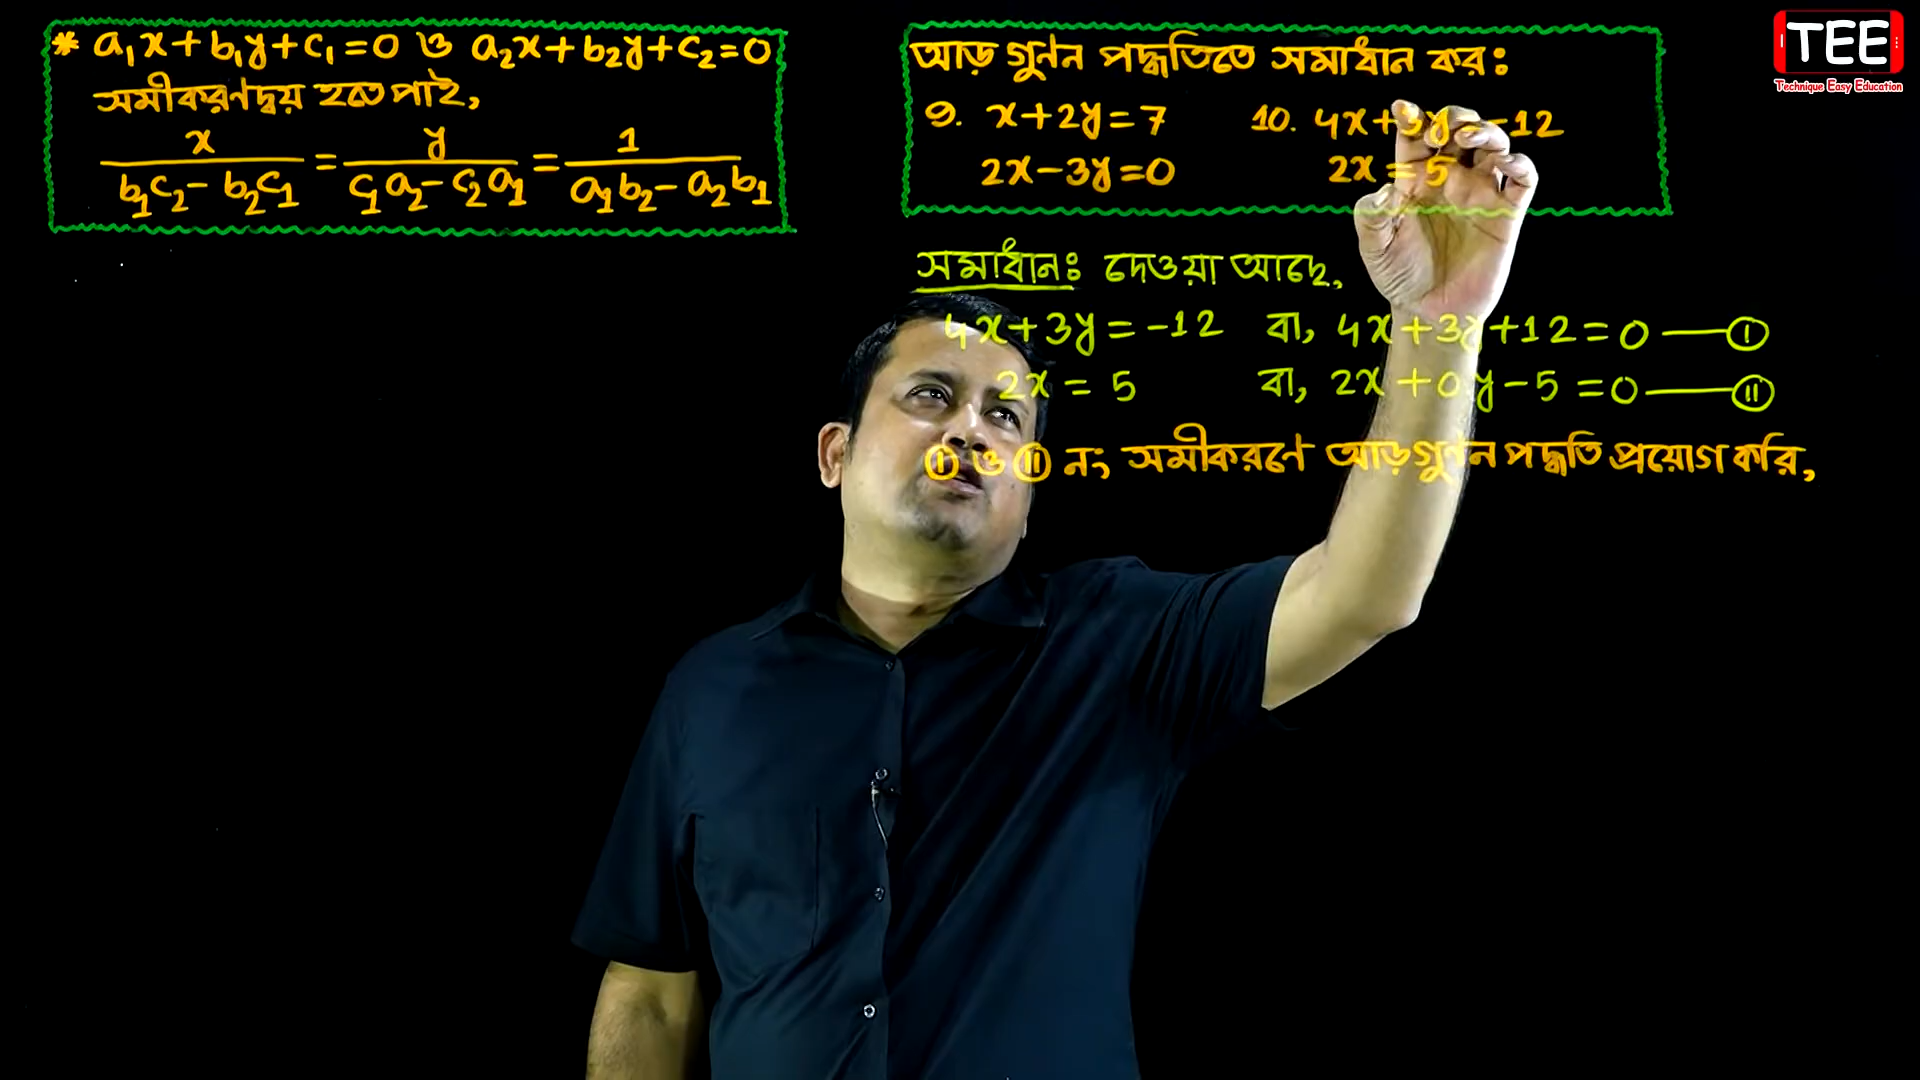 * a₁x+b₁y+c₁=0 ও a₂x+b₂y+c₂=0
সমীকরণদ্বয় হতে পাই,
x/(b₁c₂-b₂c₁) = y/(c₁a₂-c₂a₁) = 1/(a₁b₂-a₂b₁)
আড় গুণন পদ্ধতিতে সমাধান কর:
9. x+2y=7
2x-3y=0
10. 4x+3y=-12
2x=5
সমাধান: দেওয়া আছে,
4x+3y=-12 বা, 4x+3y+12=0 — (i)
2x=5 বা, 2x+0y-5=0 — (ii)
(i) ও (ii) নং সমীকরণে আড়গুণন পদ্ধতি প্রয়োগ করি,
TEE
Technique Easy Education